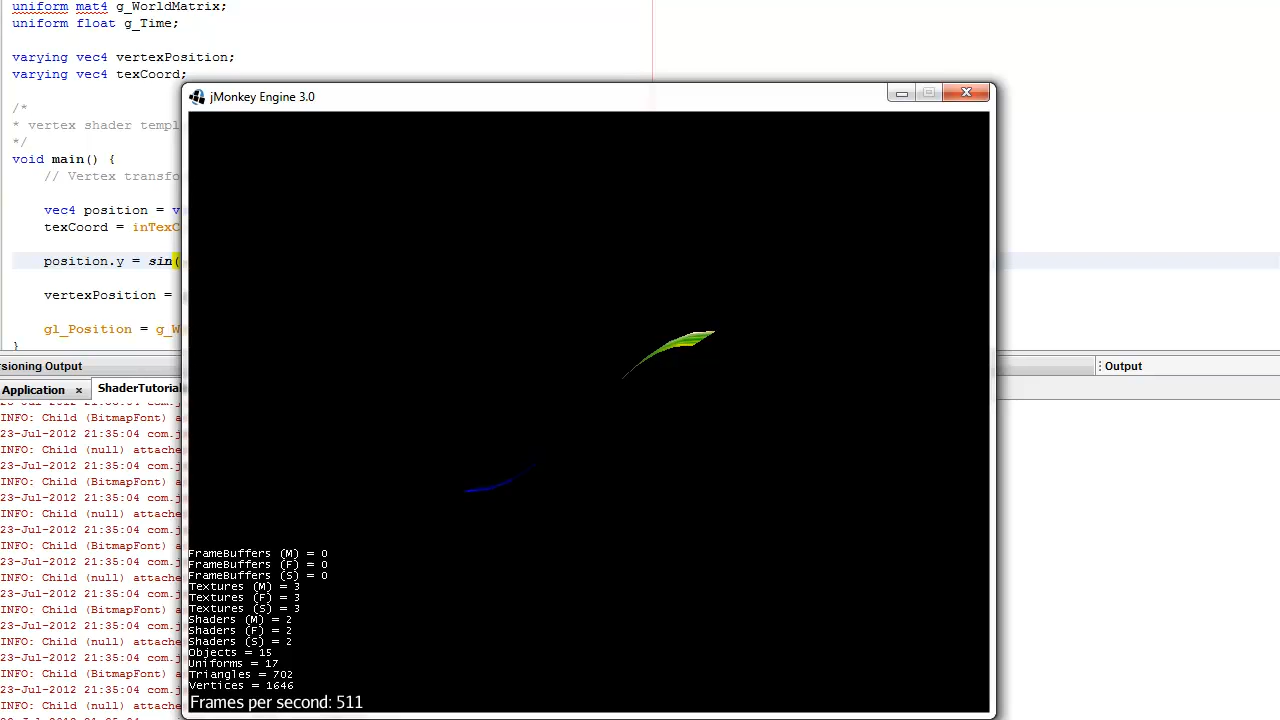 uniform mat4 g_WorldMatrix;
uniform float g_Time;
varying vec4 vertexPosition;
varying vec4 texCoord;
/*
* vertex shader templ
*/
void main() {
// Vertex transfo
vec4 position = v
texCoord = inTexC
position.y = sin(
vertexPosition =
gl_Position = g_W
}
jMonkey Engine 3.0
ersioning Output
Output
Application ×
ShaderTutorial
INFO: Child (BitmapFont) a
23-Jul-2012 21:35:04 com.j
INFO: Child (null) attache
23-Jul-2012 21:35:04 com.j
INFO: Child (BitmapFont) a
23-Jul-2012 21:35:04 com.j
INFO: Child (null) attache
23-Jul-2012 21:35:04 com.j
INFO: Child (BitmapFont) a
23-Jul-2012 21:35:04 com.j
INFO: Child (null) attache
23-Jul-2012 21:35:04 com.j
INFO: Child (BitmapFont) a
23-Jul-2012 21:35:04 com.j
INFO: Child (null) attache
23-Jul-2012 21:35:04 com.j
INFO: Child (BitmapFont) a
23-Jul-2012 21:35:04 com.j
INFO: Child (null) attache
FrameBuffers (M) = 0
FrameBuffers (F) = 0
FrameBuffers (S) = 0
Textures (M) = 3
Textures (F) = 3
Textures (S) = 3
Shaders (M) = 2
Shaders (F) = 2
Shaders (S) = 2
Objects = 15
Uniforms = 17
Triangles = 702
Vertices = 1646
Frames per second: 511